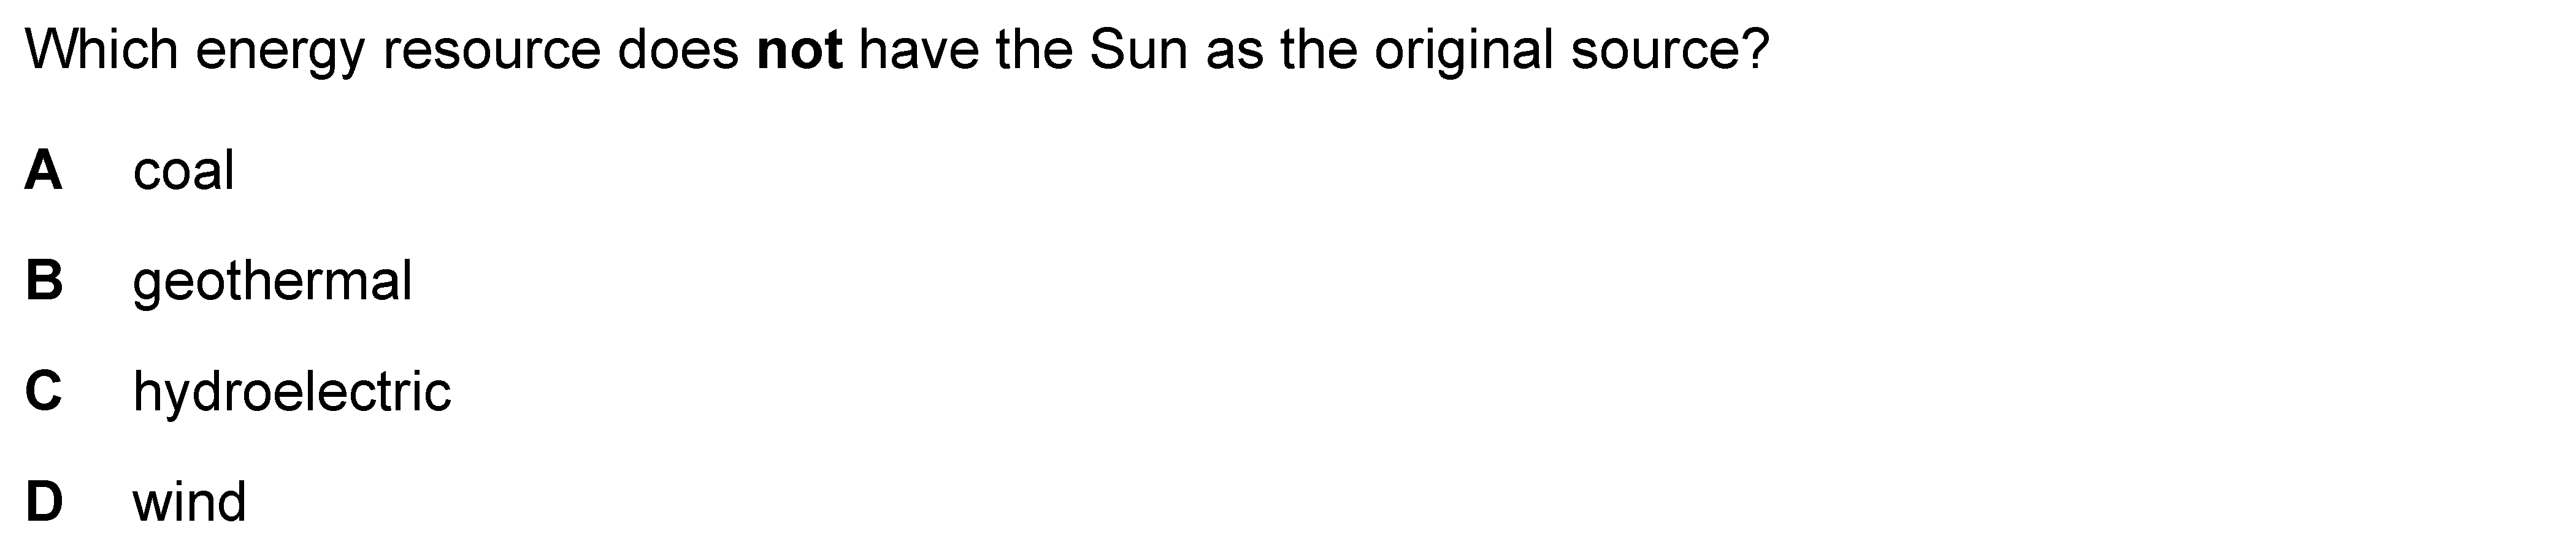 Which energy resource does not have the Sun as the original source?
A coal
B geothermal
C hydroelectric
D wind